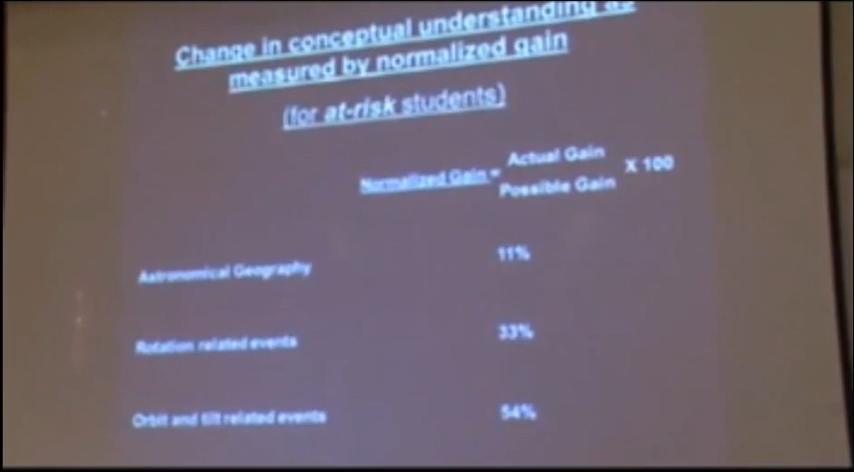 Change in conceptual understanding as
measured by normalized gain
(for at-risk students)
Normalized Gain = Actual Gain X 100
Possible Gain
Astronomical Geography 11%
Rotation related events 33%
Orbit and tilt related events 54%